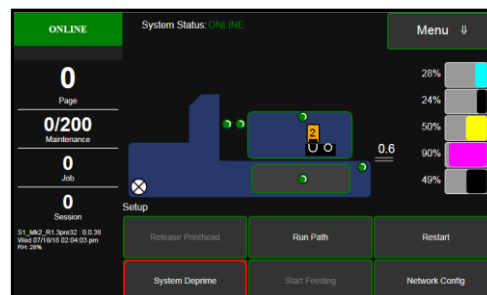 ONLINE
System Status: ONLINE
Menu
0
Page
0/200
Maintenance
0
Job
0
Session
S1_Mk2_R1.3pre32 : 0.0.36
Wed 07/18/18 02:04:03 pm
RH: 28%
2
0.6
28%
24%
50%
90%
49%
Setup
Release Printhead
Run Path
Restart
System Deprime
Start Feeding
Network Config